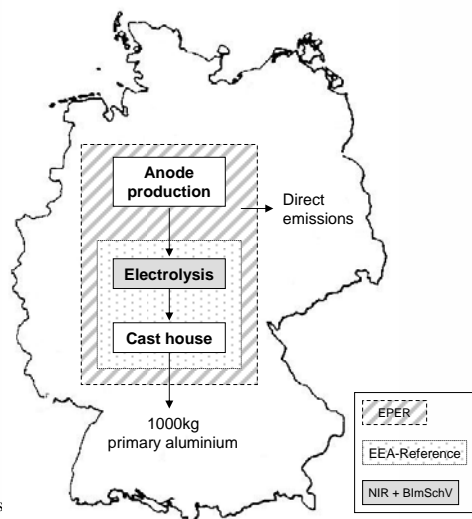 Anode
production
Direct
emissions
Electrolysis
Cast house
1000kg
primary aluminium
EPER
EEA-Reference
NIR + BImSchV
s